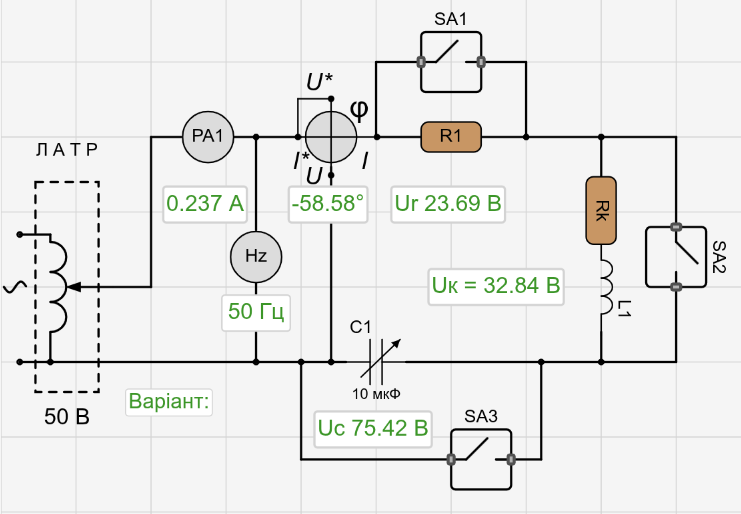 SA1
U*
φ
PA1
R1
Л А Т Р
I*
I
U
0.237 А
-58.58°
Ur 23.69 В
Rk
Hz
SA2
Uк = 32.84 В
50 Гц
L1
C1
10 мкФ
50 В
Варіант:
Uc 75.42 В
SA3